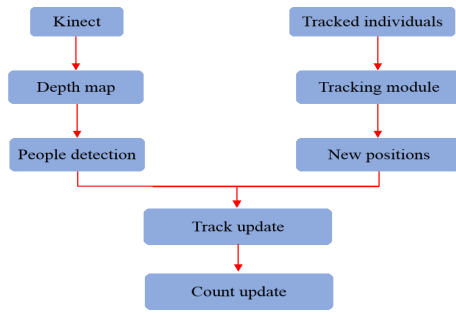 Kinect
Tracked individuals
Depth map
Tracking module
People detection
New positions
Track update
Count update